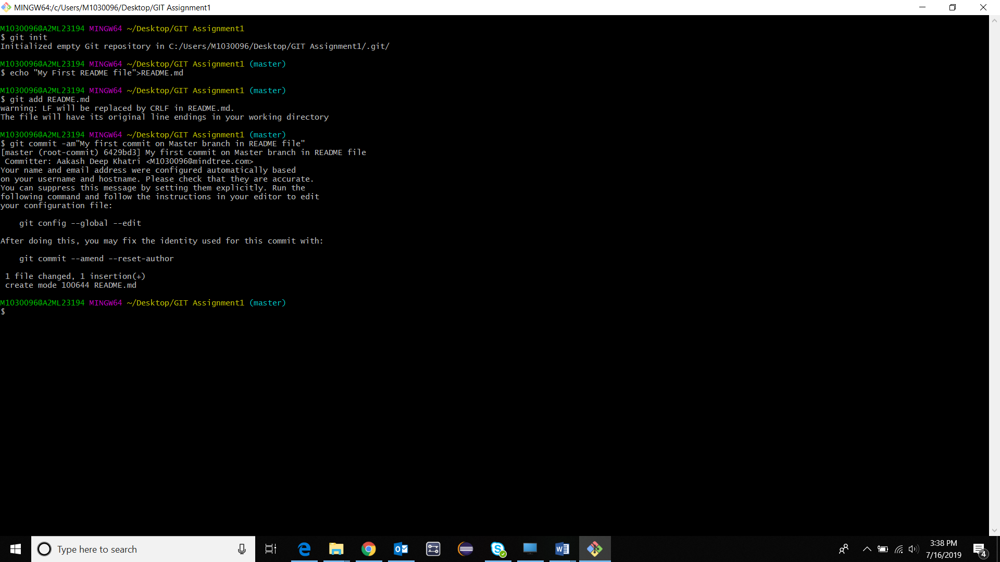 MINGW64:/c/Users/M1030096/Desktop/GIT Assignment1
M1030096@A2ML23194 MINGW64 ~/Desktop/GIT Assignment1
$ git init
Initialized empty Git repository in C:/Users/M1030096/Desktop/GIT Assignment1/.git/
M1030096@A2ML23194 MINGW64 ~/Desktop/GIT Assignment1 (master)
$ echo "My First README file">README.md
M1030096@A2ML23194 MINGW64 ~/Desktop/GIT Assignment1 (master)
$ git add README.md
warning: LF will be replaced by CRLF in README.md.
The file will have its original line endings in your working directory
M1030096@A2ML23194 MINGW64 ~/Desktop/GIT Assignment1 (master)
$ git commit -am"My first commit on Master branch in README file"
[master (root-commit) 6429bd3] My first commit on Master branch in README file
 Committer: Aakash Deep Khatri <M1030096@mindtree.com>
Your name and email address were configured automatically based
on your username and hostname. Please check that they are accurate.
You can suppress this message by setting them explicitly. Run the
following command and follow the instructions in your editor to edit
your configuration file:
    git config --global --edit
After doing this, you may fix the identity used for this commit with:
    git commit --amend --reset-author
 1 file changed, 1 insertion(+)
 create mode 100644 README.md
M1030096@A2ML23194 MINGW64 ~/Desktop/GIT Assignment1 (master)
$
Type here to search
3:38 PM
7/16/2019
4